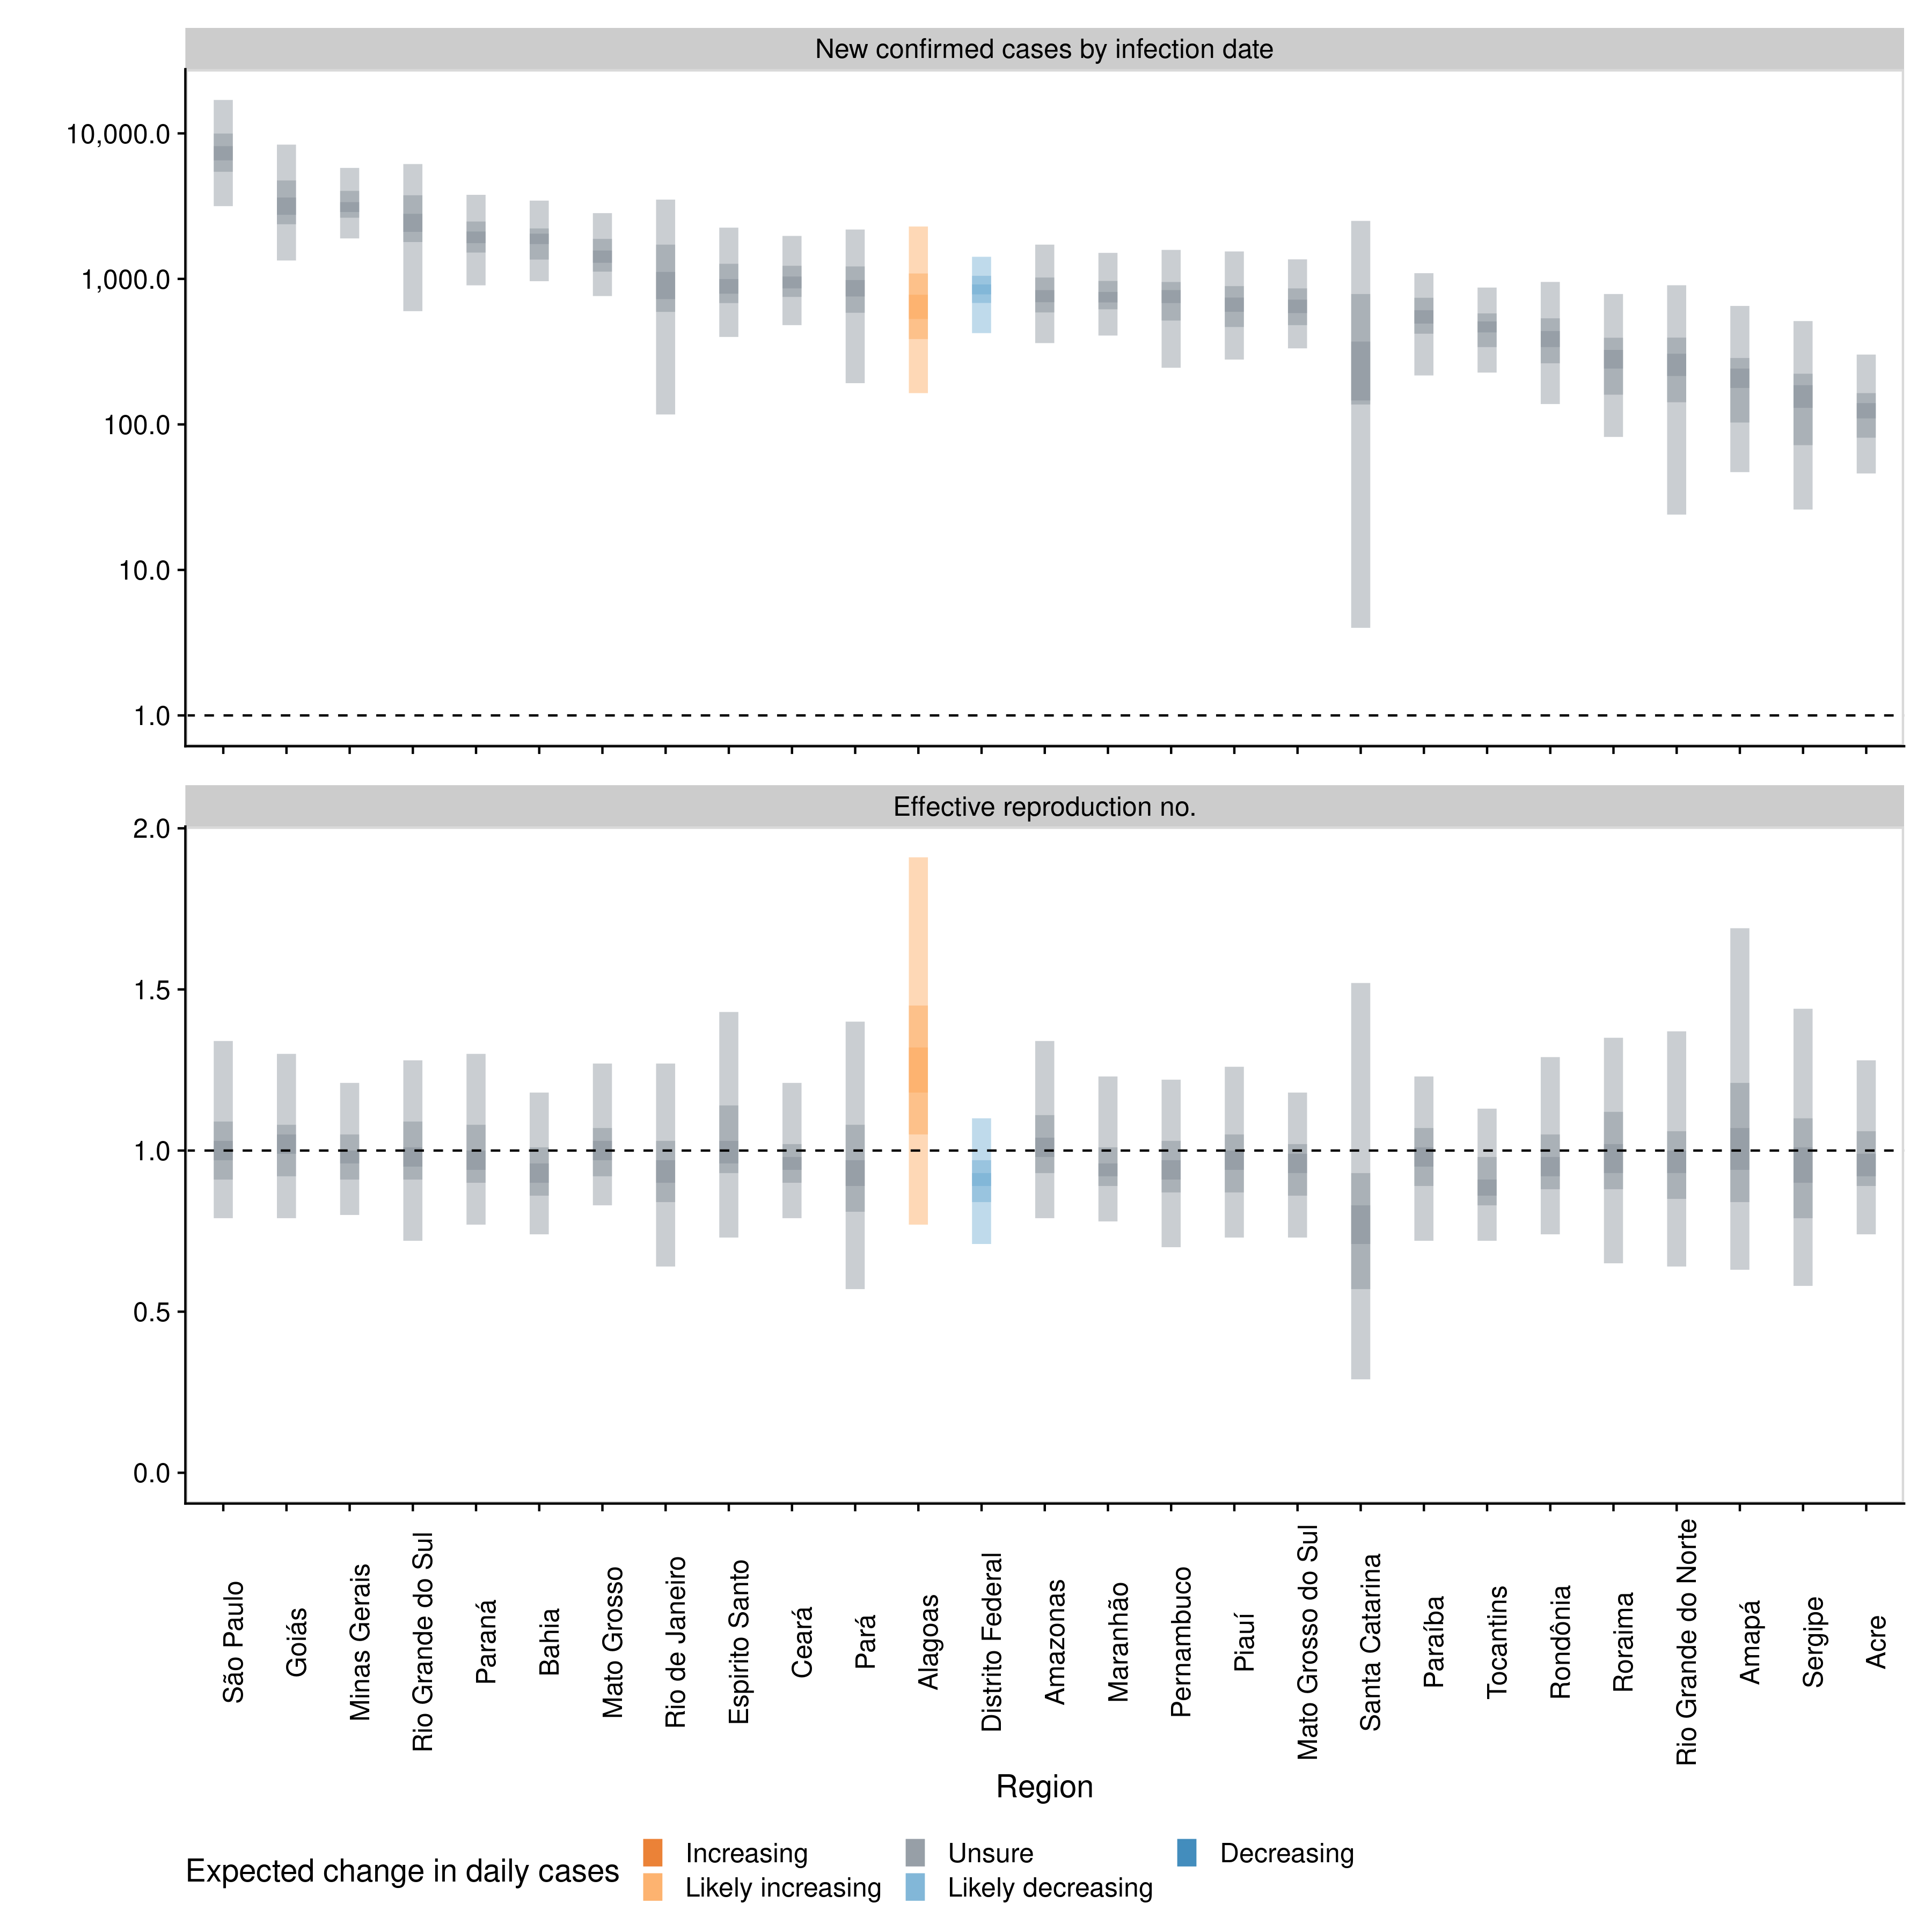 New confirmed cases by infection date
10,000.0
1,000.0
100.0
10.0
1.0
Effective reproduction no.
2.0
1.5
1.0
0.5
0.0
São Paulo
Goiás
Minas Gerais
Rio Grande do Sul
Paraná
Bahia
Mato Grosso
Rio de Janeiro
Espirito Santo
Ceará
Pará
Alagoas
Distrito Federal
Amazonas
Maranhão
Pernambuco
Piauí
Mato Grosso do Sul
Santa Catarina
Paraíba
Tocantins
Rondônia
Roraima
Rio Grande do Norte
Amapá
Sergipe
Acre
Region
Expected change in daily cases
Increasing
Likely increasing
Unsure
Likely decreasing
Decreasing